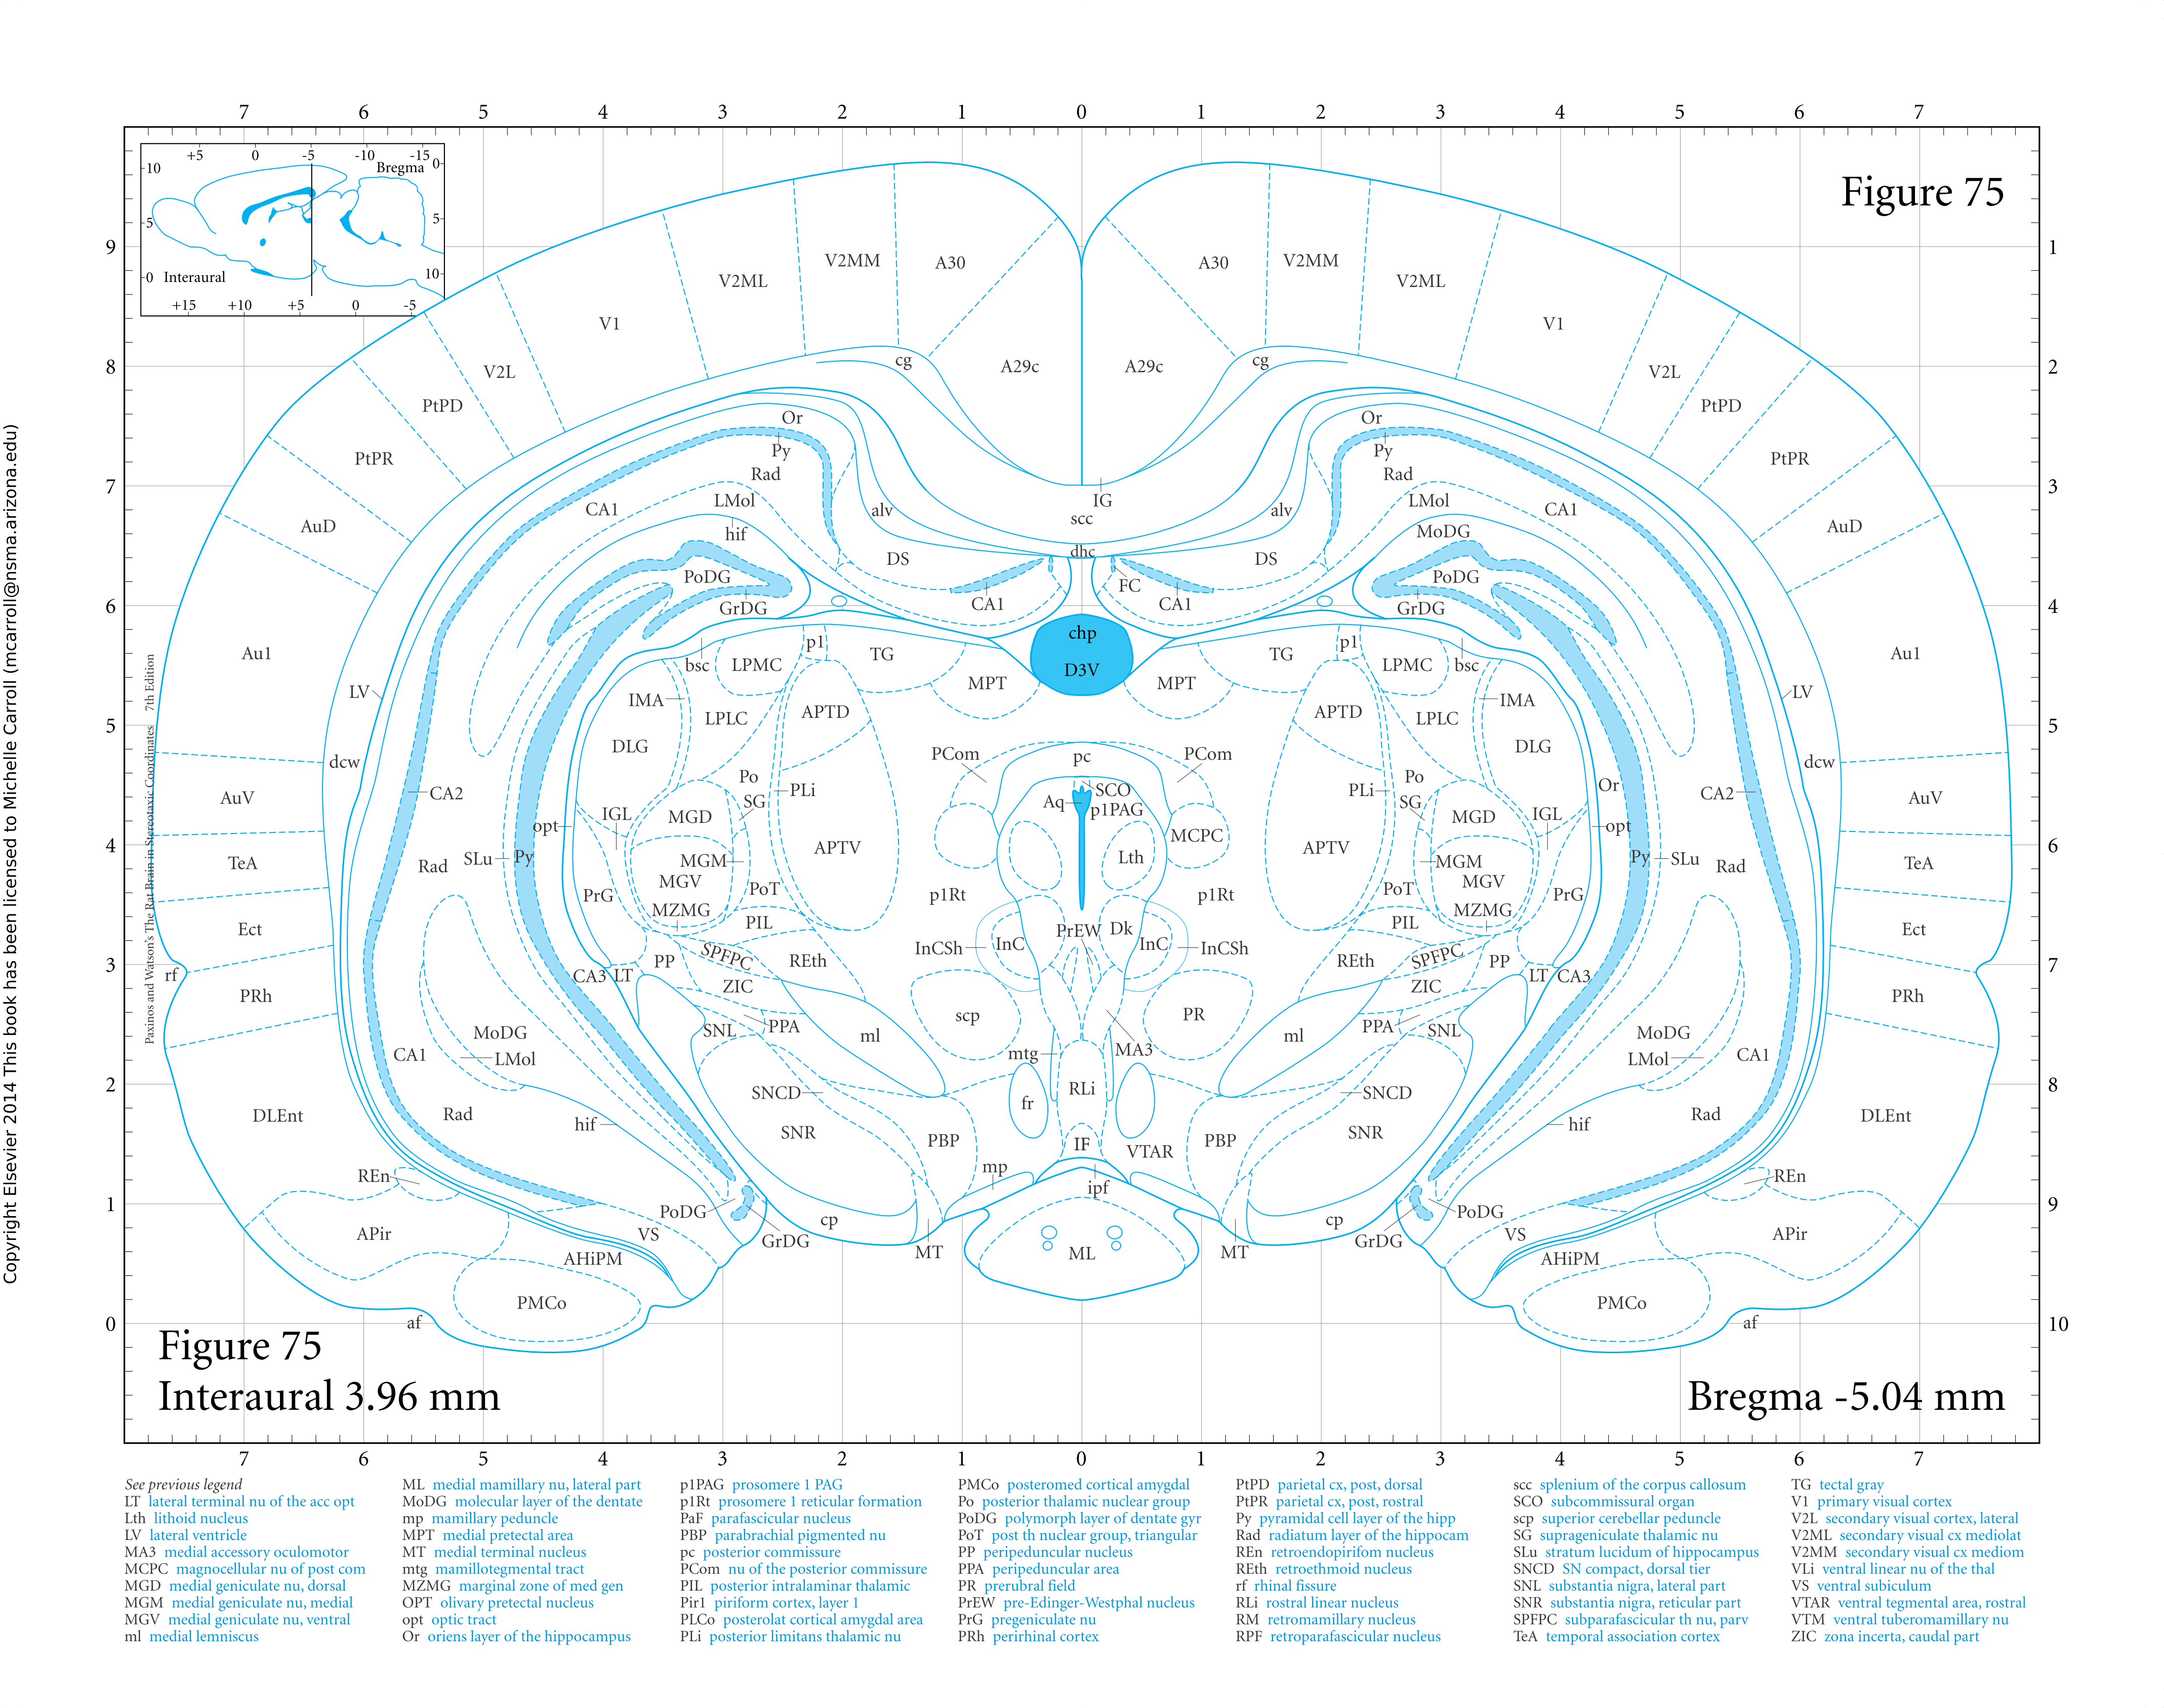 7 6 5 4 3 2 1 0 1 2 3 4 5 6 7
+5 0 -5 -10 -15
Bregma
10 0
5 5
0 Interaural 10
+15 +10 +5 0 -5
Figure 75
9 1
8 2
7 3
6 4
5 5
4 6
3 7
2 8
1 9
0 10
V2MM A30 A30 V2MM
V2ML V2ML
V1 V1
cg cg
V2L A29c A29c V2L
PtPD PtPD
Or Or
Py Py
PtPR PtPR
Rad Rad
LMol IG LMol
CA1 alv scc alv CA1
AuD AuD
hif MoDG
DS dhc DS
PoDG FC PoDG
GrDG CA1 CA1 GrDG
chp
Au1 p1 TG D3V TG p1 Au1
bsc LPMC MPT MPT LPMC bsc
LV IMA IMA LV
LPLC APTD APTD LPLC
DLG DLG
dcw PCom pc PCom dcw
Po Po
CA2 PLi SCO PLi Or CA2
AuV SG Aq p1PAG SG AuV
IGL MGD MGD IGL
opt MCPC opt
APTV Lth APTV
TeA Rad SLu Py MGM MGM Py SLu Rad TeA
MGV MGV
PrG PoT p1Rt p1Rt PoT PrG
MZMG MZMG
Ect PIL PrEW Dk PIL Ect
InCSh InC InC InCSh
PP SPFPC REth REth SPFPC PP
rf CA3 LT LT CA3
ZIC ZIC
PRh PRh
scp PR
SNL PPA PPA SNL
MoDG ml ml MoDG
CA1 LMol mtg MA3 LMol CA1
SNCD RLi SNCD
fr
DLEnt Rad Rad DLEnt
hif SNR PBP IF PBP SNR hif
VTAR
mp
REn ipf REn
PoDG PoDG
APir VS cp cp VS APir
GrDG MT ML MT GrDG
AHiPM AHiPM
PMCo PMCo
af af
Figure 75
Interaural 3.96 mm
Bregma -5.04 mm
7 6 5 4 3 2 1 0 1 2 3 4 5 6 7
Copyright Elsevier 2014 This book has been licensed to Michelle Carroll (mcarroll@nsma.arizona.edu)
Paxinos and Watson's The Rat Brain in Stereotaxic Coordinates 7th Edition
See previous legend
LT lateral terminal nu of the acc opt
Lth lithoid nucleus
LV lateral ventricle
MA3 medial accessory oculomotor
MCPC magnocellular nu of post com
MGD medial geniculate nu, dorsal
MGM medial geniculate nu, medial
MGV medial geniculate nu, ventral
ml medial lemniscus
ML medial mamillary nu, lateral part
MoDG molecular layer of the dentate
mp mamillary peduncle
MPT medial pretectal area
MT medial terminal nucleus
mtg mamillotegmental tract
MZMG marginal zone of med gen
OPT olivary pretectal nucleus
opt optic tract
Or oriens layer of the hippocampus
p1PAG prosomere 1 PAG
p1Rt prosomere 1 reticular formation
PaF parafascicular nucleus
PBP parabrachial pigmented nu
pc posterior commissure
PCom nu of the posterior commissure
PIL posterior intralaminar thalamic
Pir1 piriform cortex, layer 1
PLCo posterolat cortical amygdal area
PLi posterior limitans thalamic nu
PMCo posteromed cortical amygdal
Po posterior thalamic nuclear group
PoDG polymorph layer of dentate gyr
PoT post th nuclear group, triangular
PP peripeduncular nucleus
PPA peripeduncular area
PR prerubral field
PrEW pre-Edinger-Westphal nucleus
PrG pregeniculate nu
PRh perirhinal cortex
PtPD parietal cx, post, dorsal
PtPR parietal cx, post, rostral
Py pyramidal cell layer of the hipp
Rad radiatum layer of the hippocam
REn retroendopirifom nucleus
REth retroethmoid nucleus
rf rhinal fissure
RLi rostral linear nucleus
RM retromamillary nucleus
RPF retroparafascicular nucleus
scc splenium of the corpus callosum
SCO subcommissural organ
scp superior cerebellar peduncle
SG suprageniculate thalamic nu
SLu stratum lucidum of hippocampus
SNCD SN compact, dorsal tier
SNL substantia nigra, lateral part
SNR substantia nigra, reticular part
SPFPC subparafascicular th nu, parv
TeA temporal association cortex
TG tectal gray
V1 primary visual cortex
V2L secondary visual cortex, lateral
V2ML secondary visual cx mediolat
V2MM secondary visual cx mediom
VLi ventral linear nu of the thal
VS ventral subiculum
VTAR ventral tegmental area, rostral
VTM ventral tuberomamillary nu
ZIC zona incerta, caudal part